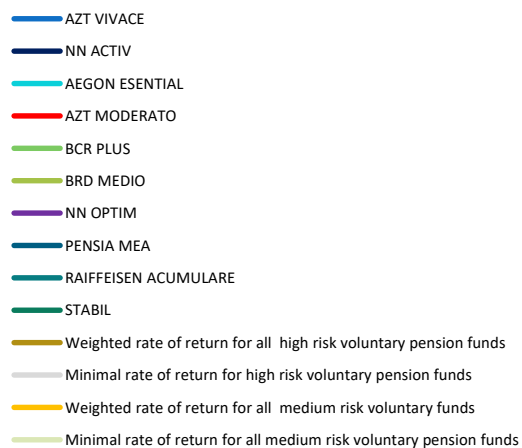 AZT VIVACE
NN ACTIV
AEGON ESENTIAL
AZT MODERATO
BCR PLUS
BRD MEDIO
NN OPTIM
PENSIA MEA
RAIFFEISEN ACUMULARE
STABIL
Weighted rate of return for all  high risk voluntary pension funds
Minimal rate of return for high risk voluntary pension funds
Weighted rate of return for all  medium risk voluntary funds
Minimal rate of return for all medium risk voluntary pension funds